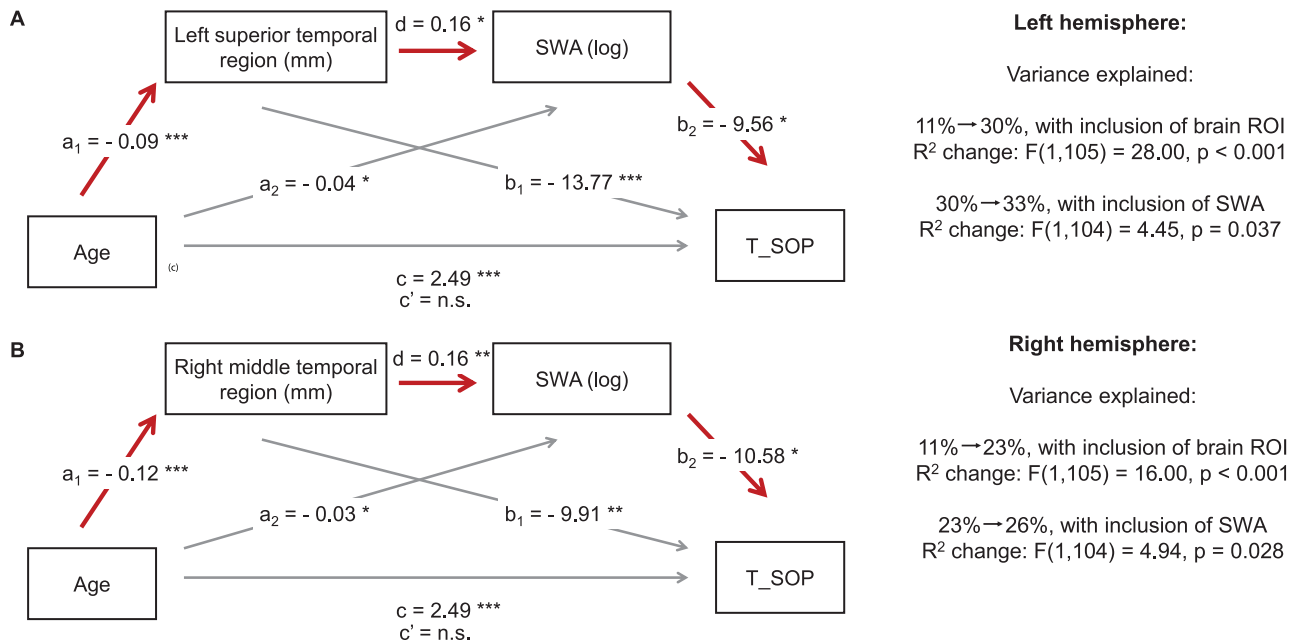 A
Left superior temporal
region (mm)
d = 0.16 *
SWA (log)
a₁ = - 0.09 ***
b₂ = - 9.56 *
a₂ = - 0.04 *
b₁ = - 13.77 ***
Age
(c)
T_SOP
c = 2.49 ***
c' = n.s.
Left hemisphere:
Variance explained:
11%→30%, with inclusion of brain ROI
R² change: F(1,105) = 28.00, p < 0.001
30%→33%, with inclusion of SWA
R² change: F(1,104) = 4.45, p = 0.037
B
Right middle temporal
region (mm)
d = 0.16 **
SWA (log)
a₁ = - 0.12 ***
b₂ = - 10.58 *
a₂ = - 0.03 *
b₁ = - 9.91 **
Age
T_SOP
c = 2.49 ***
c' = n.s.
Right hemisphere:
Variance explained:
11%→23%, with inclusion of brain ROI
R² change: F(1,105) = 16.00, p < 0.001
23%→26%, with inclusion of SWA
R² change: F(1,104) = 4.94, p = 0.028